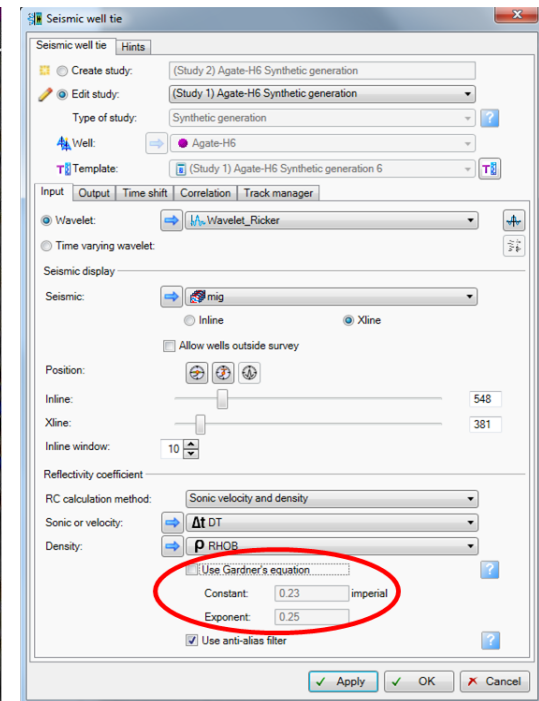 Seismic well tie
Seismic well tie Hints
Create study: (Study 2) Agate-H6 Synthetic generation
Edit study: (Study 1) Agate-H6 Synthetic generation
Type of study: Synthetic generation ?
Well: Agate-H6
Template: (Study 1) Agate-H6 Synthetic generation 6
Input Output Time shift Correlation Track manager
Wavelet: Wavelet_Ricker
Time varying wavelet:
Seismic display
Seismic: mig
Inline Xline
Allow wells outside survey
Position:
Inline: 548
Xline: 381
Inline window: 10
Reflectivity coefficient
RC calculation method: Sonic velocity and density
Sonic or velocity: Δt DT
Density: ρ RHOB
Use Gardner's equation ?
Constant: 0.23 imperial
Exponent: 0.25
Use anti-alias filter ?
Apply OK Cancel